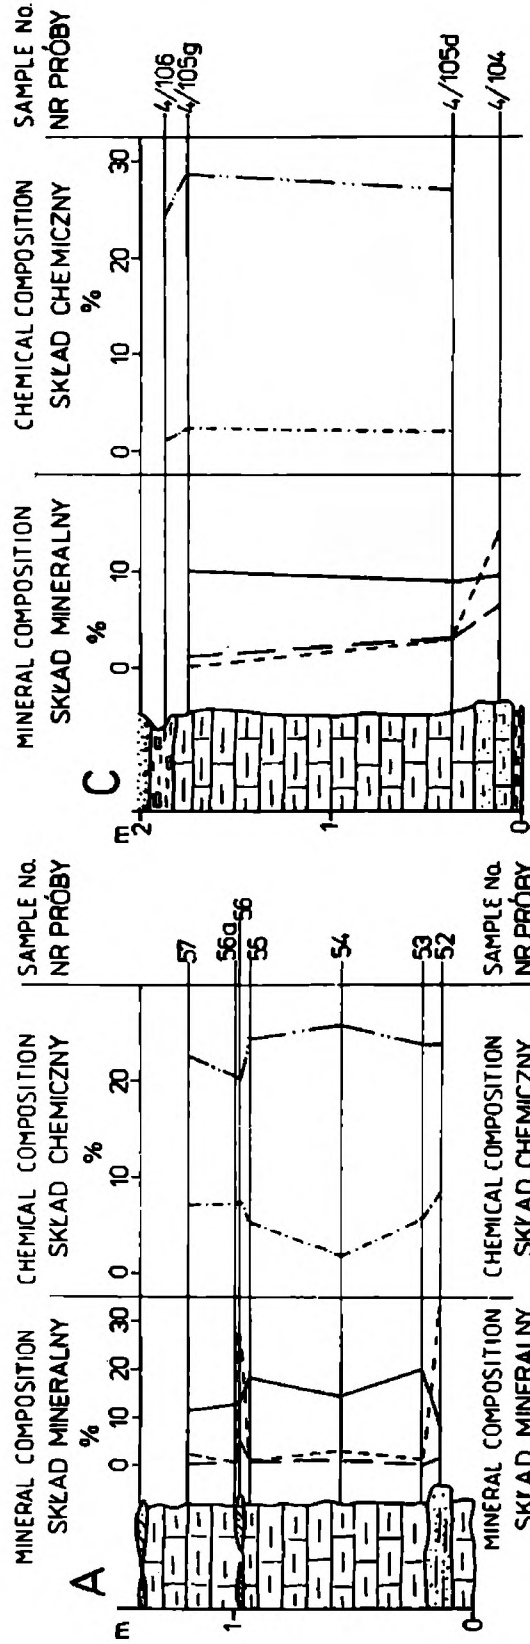 A
m
1
0
MINERAL COMPOSITION
SKŁAD MINERALNY
%
0 10 20 30
CHEMICAL COMPOSITION
SKŁAD CHEMICZNY
%
0 10 20
SAMPLE No.
NR PRÓBY
57
56a
56
55
54
53
52
C
m
2
1
0
MINERAL COMPOSITION
SKŁAD MINERALNY
%
0 10
CHEMICAL COMPOSITION
SKŁAD CHEMICZNY
%
0 10 20 30
SAMPLE No.
NR PRÓBY
4/106
4/105g
4/105d
4/104
MINERAL COMPOSITION
SKŁAD MINERALNY
CHEMICAL COMPOSITION
SKŁAD CHEMICZNY
SAMPLE No.
NR PRÓBY